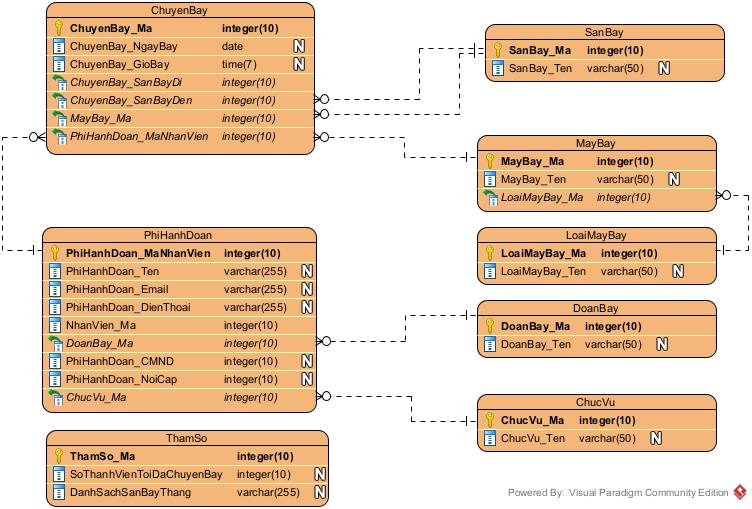 ChuyenBay
ChuyenBay_Ma integer(10)
ChuyenBay_NgayBay date N
ChuyenBay_GioBay time(7) N
ChuyenBay_SanBayDi integer(10)
ChuyenBay_SanBayDen integer(10)
MayBay_Ma integer(10)
PhiHanhDoan_MaNhanVien integer(10)
SanBay
SanBay_Ma integer(10)
SanBay_Ten varchar(50) N
MayBay
MayBay_Ma integer(10)
MayBay_Ten varchar(50) N
LoaiMayBay_Ma integer(10)
PhiHanhDoan
PhiHanhDoan_MaNhanVien integer(10)
PhiHanhDoan_Ten varchar(255) N
PhiHanhDoan_Email varchar(255) N
PhiHanhDoan_DienThoai varchar(255) N
NhanVien_Ma integer(10)
DoanBay_Ma integer(10)
PhiHanhDoan_CMND integer(10) N
PhiHanhDoan_NoiCap integer(10) N
ChucVu_Ma integer(10)
LoaiMayBay
LoaiMayBay_Ma integer(10)
LoaiMayBay_Ten varchar(50) N
DoanBay
DoanBay_Ma integer(10)
DoanBay_Ten varchar(50) N
ChucVu
ChucVu_Ma integer(10)
ChucVu_Ten varchar(50) N
ThamSo
ThamSo_Ma integer(10)
SoThanhVienToiDaChuyenBay integer(10) N
DanhSachSanBayThang varchar(255) N
Powered By Visual Paradigm Community Edition